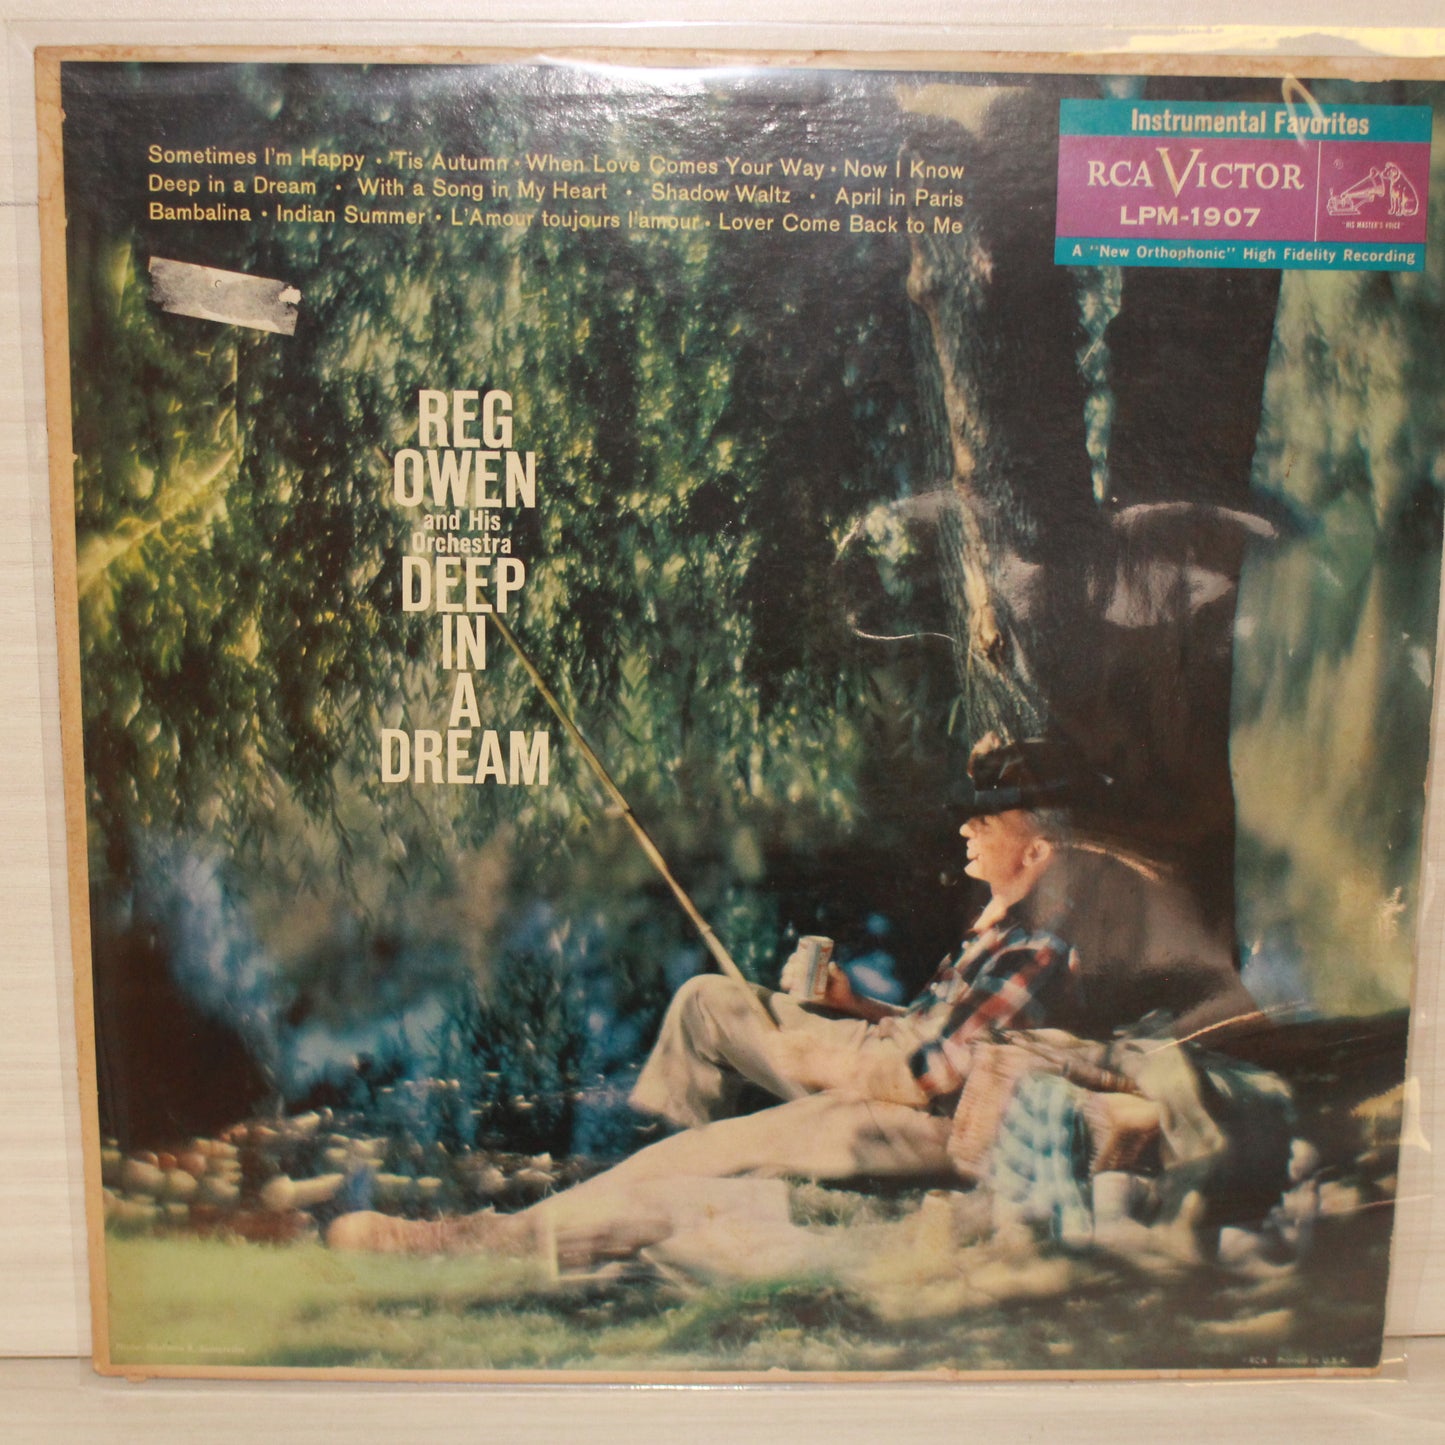 Sometimes I'm Happy • 'Tis Autumn • When Love Comes Your Way • Now I Know
Deep in a Dream • With a Song in My Heart • Shadow Waltz • April in Paris
Bambalina • Indian Summer • L'Amour toujours l'amour • Lover Come Back to Me
Instrumental Favorites
RCA VICTOR
LPM-1907
"HIS MASTER'S VOICE"
A "New Orthophonic" High Fidelity Recording
REG
OWEN
and His
Orchestra
DEEP
IN
A
DREAM
RCA Printed in U.S.A.